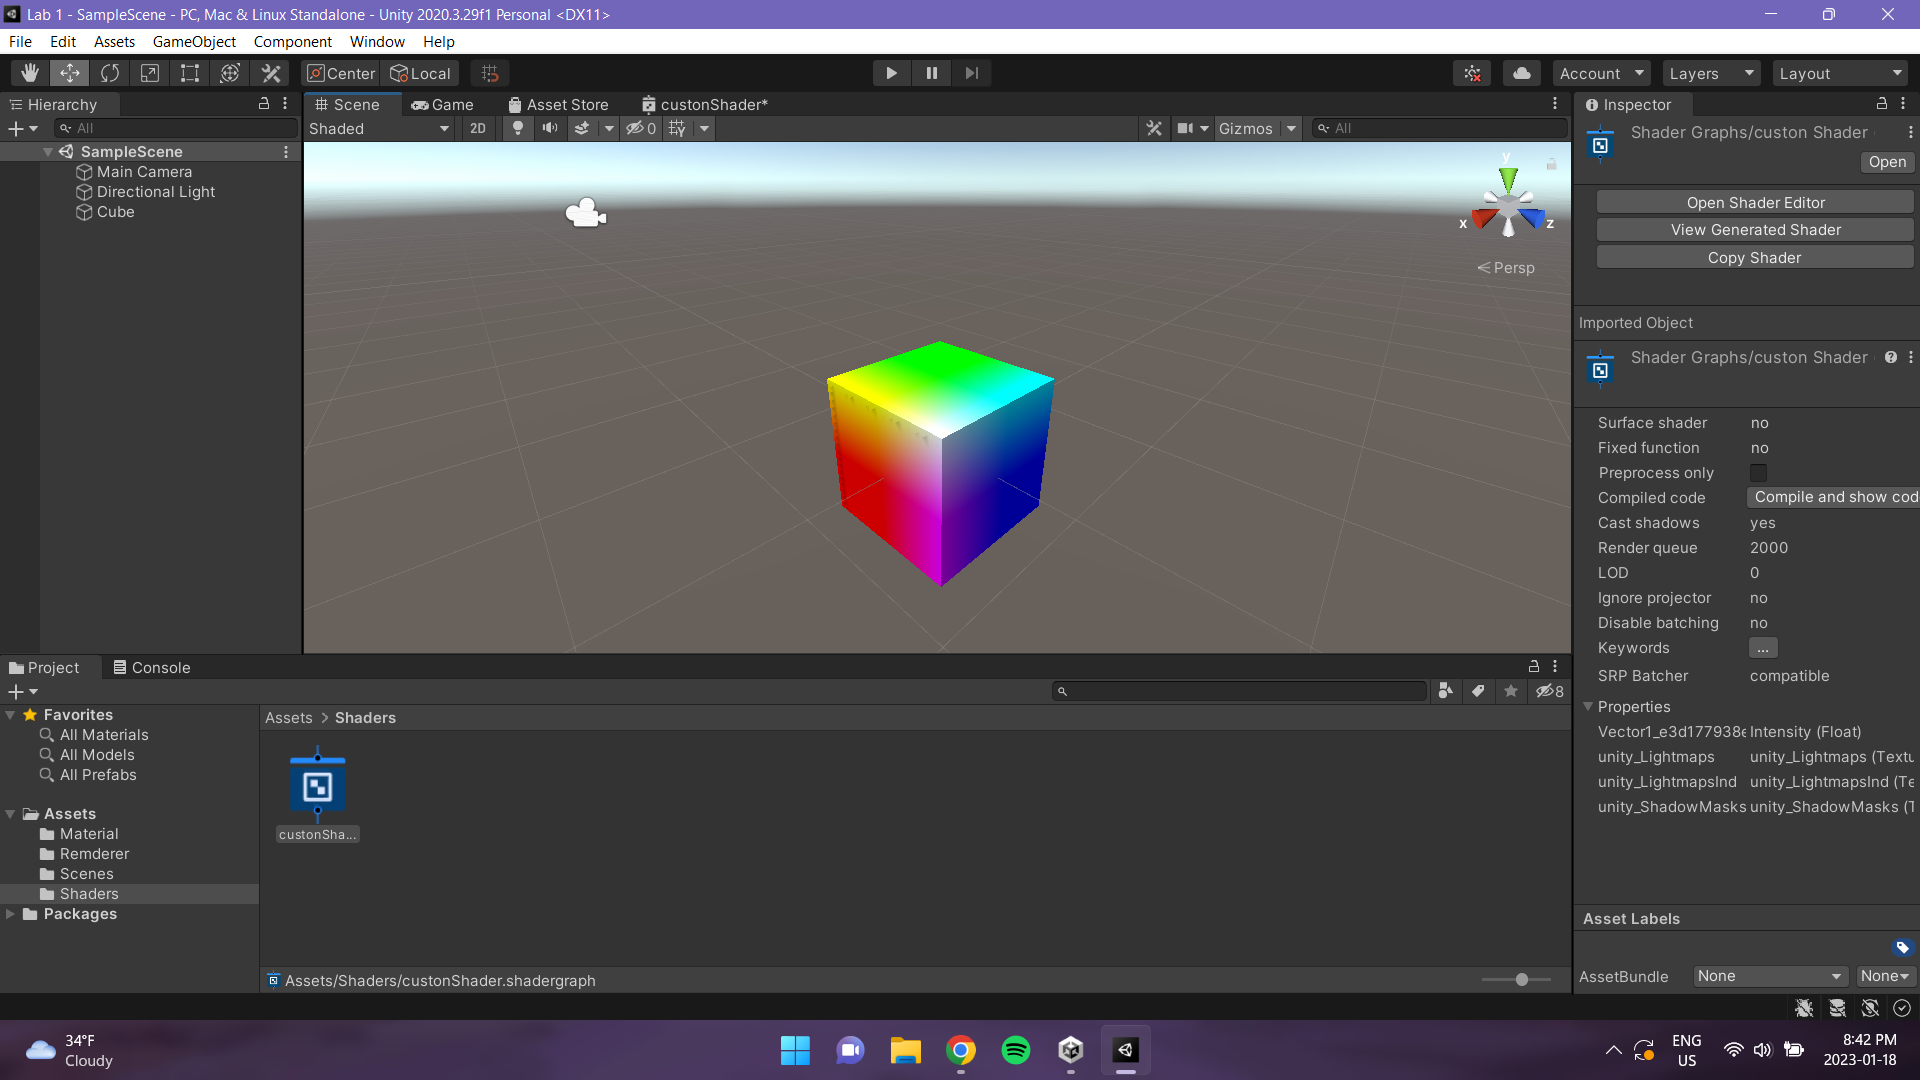 Lab 1 - SampleScene - PC, Mac & Linux Standalone - Unity 2020.3.29f1 Personal <DX11>
File Edit Assets GameObject Component Window Help
Center Local Account Layers Layout
Hierarchy
All
SampleScene
Main Camera
Directional Light
Cube
Scene Game Asset Store custonShader*
Shaded 2D 0 Gizmos All
y
x z
Persp
Inspector
Shader Graphs/custon Shader
Open
Open Shader Editor
View Generated Shader
Copy Shader
Imported Object
Shader Graphs/custon Shader
Surface shader no
Fixed function no
Preprocess only
Compiled code Compile and show cod
Cast shadows yes
Render queue 2000
LOD 0
Ignore projector no
Disable batching no
Keywords ...
SRP Batcher compatible
Properties
Vector1_e3d177938e Intensity (Float)
unity_Lightmaps unity_Lightmaps (Textu
unity_LightmapsInd unity_LightmapsInd (Te
unity_ShadowMasks unity_ShadowMasks (T
Asset Labels
AssetBundle None None
Project Console
8
Favorites
All Materials
All Models
All Prefabs
Assets
Material
Remderer
Scenes
Shaders
Packages
Assets > Shaders
custonSha...
Assets/Shaders/custonShader.shadergraph
34°F
Cloudy
ENG
US
8:42 PM
2023-01-18